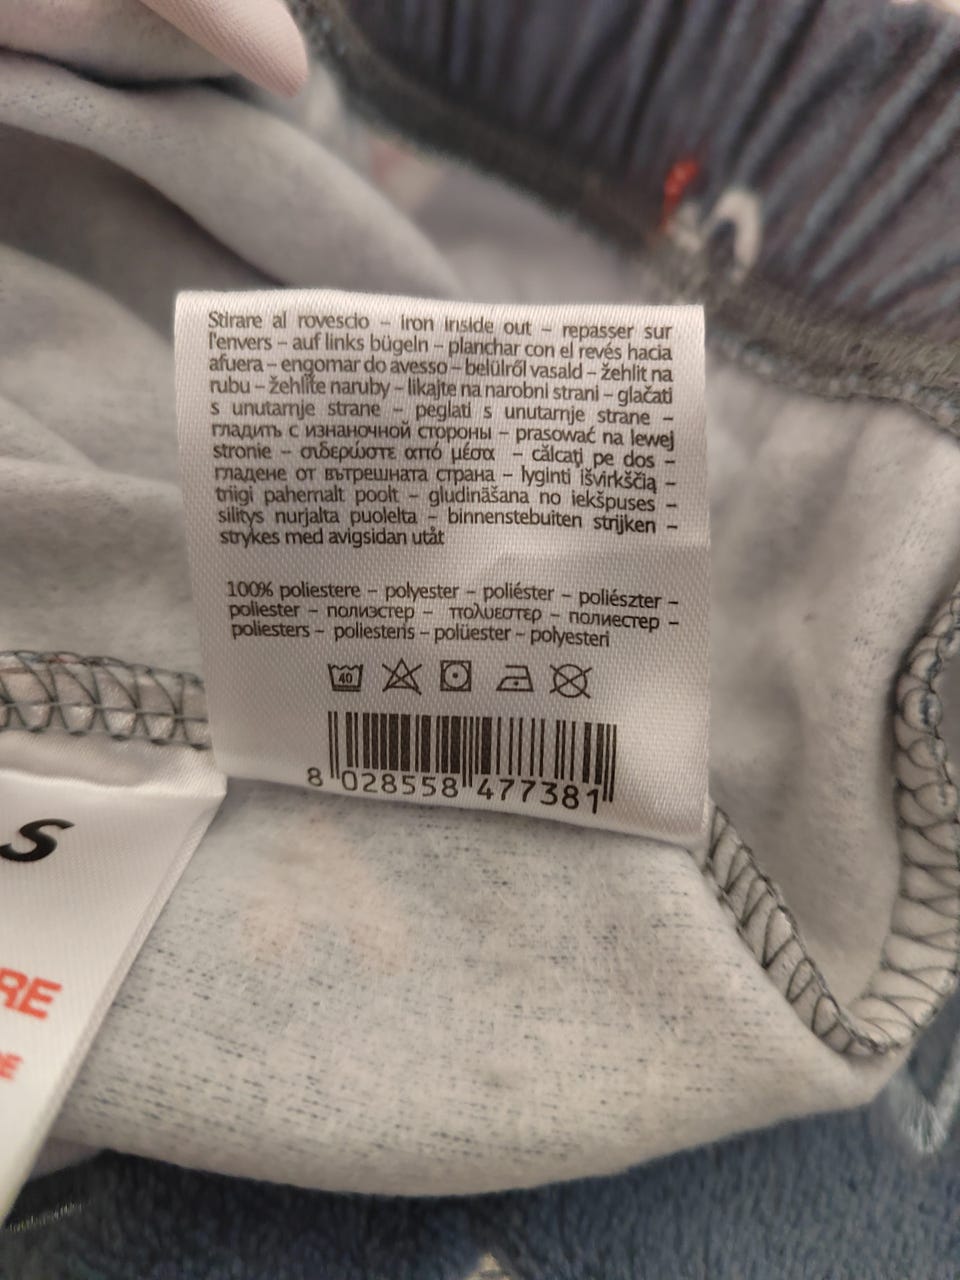 Stirare al rovescio – iron inside out – repasser sur
l'envers – auf links bügeln – planchar con el revés hacia
afuera – engomar do avesso – belülről vasald – žehlit na
rubu – žehlite naruby – likajte na narobni strani – glačati
s unutarnje strane – peglati s unutarnje strane –
гладить с изнаночной стороны – prasować na lewej
stronie – σιδερώστε από μέσα – călcaţi pe dos –
гладене от вътрешната страна – lyginti išvirkščią –
triigi pahemalt poolt – gludināšana no iekšpuses –
silitys nurjalta puolelta – binnenstebuiten strijken –
strykes med avigsidan utåt
100% poliestere – polyester – poliéster – poliészter –
poliester – полиэстер – πολυεστερ – полиестер –
poliesters – poliesteris – polüester – polyesteri
40
8 028558 477381
S
RE